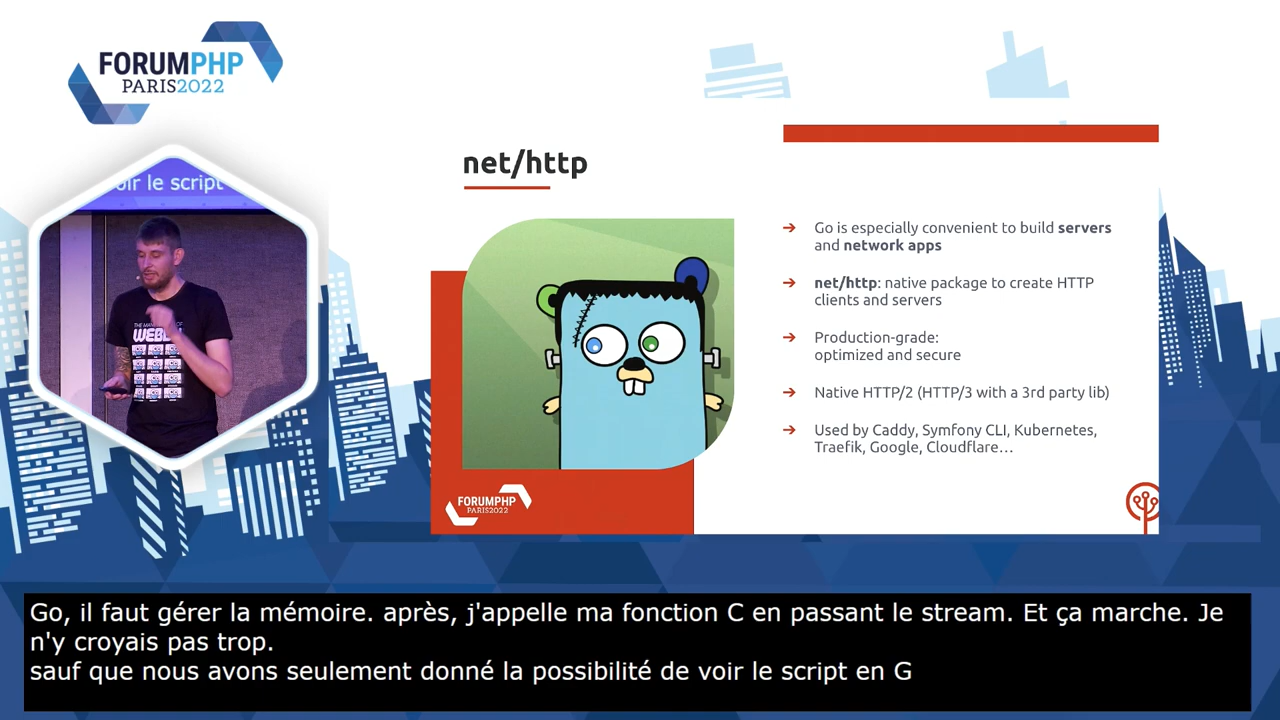 FORUMPHP
PARIS2022
oir le script
THE MAN
OF
WEB
net/http
Go is especially convenient to build servers
and network apps
net/http: native package to create HTTP
clients and servers
Production-grade:
optimized and secure
Native HTTP/2 (HTTP/3 with a 3rd party lib)
Used by Caddy, Symfony CLI, Kubernetes,
Traefik, Google, Cloudflare…
FORUMPHP
PARIS2022
Go, il faut gérer la mémoire. après, j'appelle ma fonction C en passant le stream. Et ça marche. Je
n'y croyais pas trop.
sauf que nous avons seulement donné la possibilité de voir le script en G